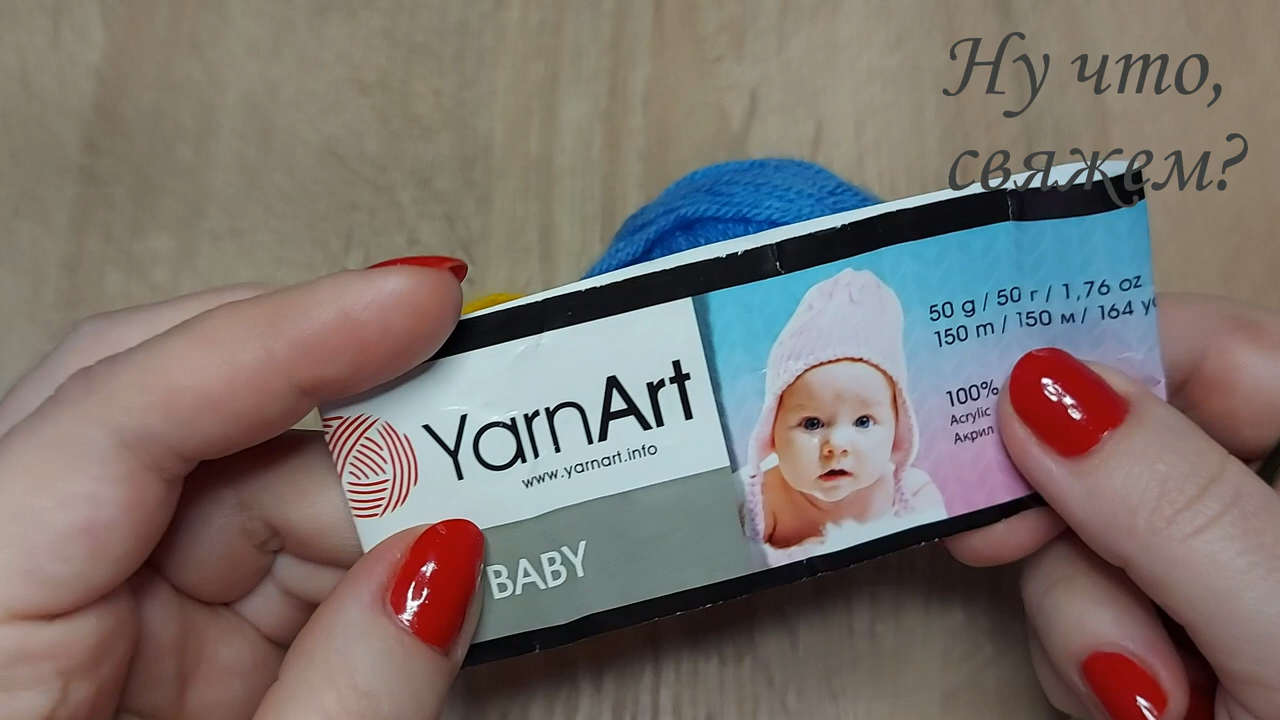 Ну что,
свяжем?
YarnArt
www.yarnart.info
BABY
50 g / 50 г / 1,76 oz
150 m / 150 м / 164
100%
Acrylic
Акрил